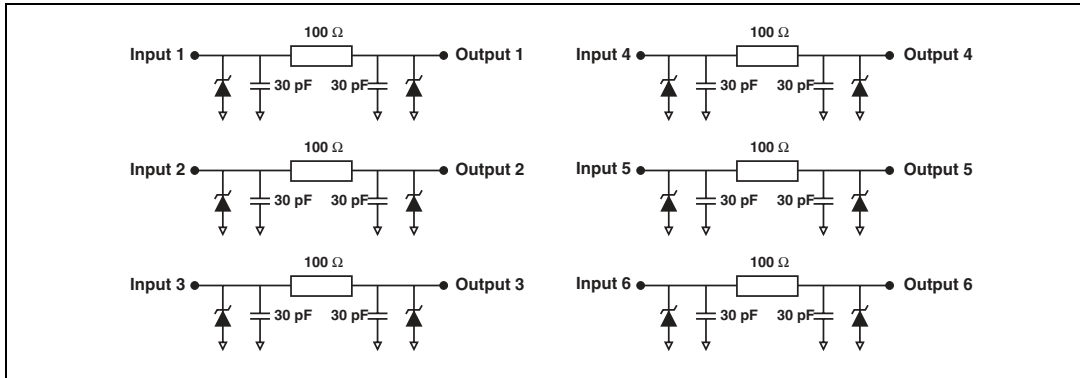 100 Ω
Input 1 Output 1
30 pF 30 pF
100 Ω
Input 4 Output 4
30 pF 30 pF
100 Ω
Input 2 Output 2
30 pF 30 pF
100 Ω
Input 5 Output 5
30 pF 30 pF
100 Ω
Input 3 Output 3
30 pF 30 pF
100 Ω
Input 6 Output 6
30 pF 30 pF